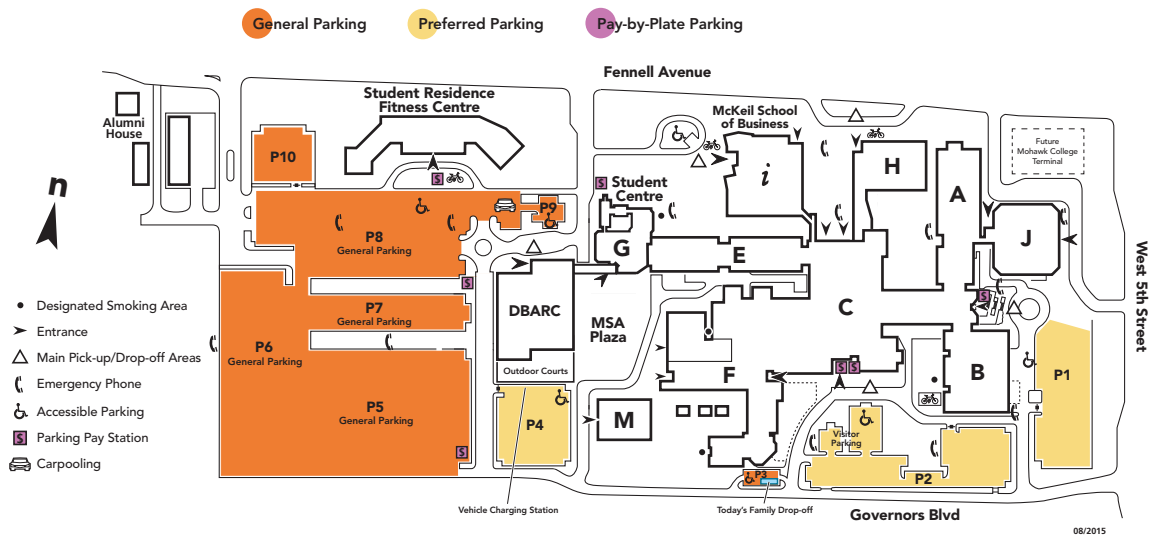 General Parking
Preferred Parking
Pay-by-Plate Parking
Fennell Avenue
Student Residence
Fitness Centre
McKeil School
of Business
Alumni
House
Future
Mohawk College
Terminal
P10
H
i
A
n
$
$ Student
Centre
P9
P8
General Parking
G
E
J
West 5th Street
$
$
DBARC
MSA
Plaza
C
P7
General Parking
P6
General Parking
Outdoor Courts
F
$ $
B
P1
P5
General Parking
P4
M
Visitor
Parking
$
P3
P2
Designated Smoking Area
Entrance
Main Pick-up/Drop-off Areas
Emergency Phone
Accessible Parking
$ Parking Pay Station
Carpooling
Vehicle Charging Station
Today's Family Drop-off
Governors Blvd
08/2015